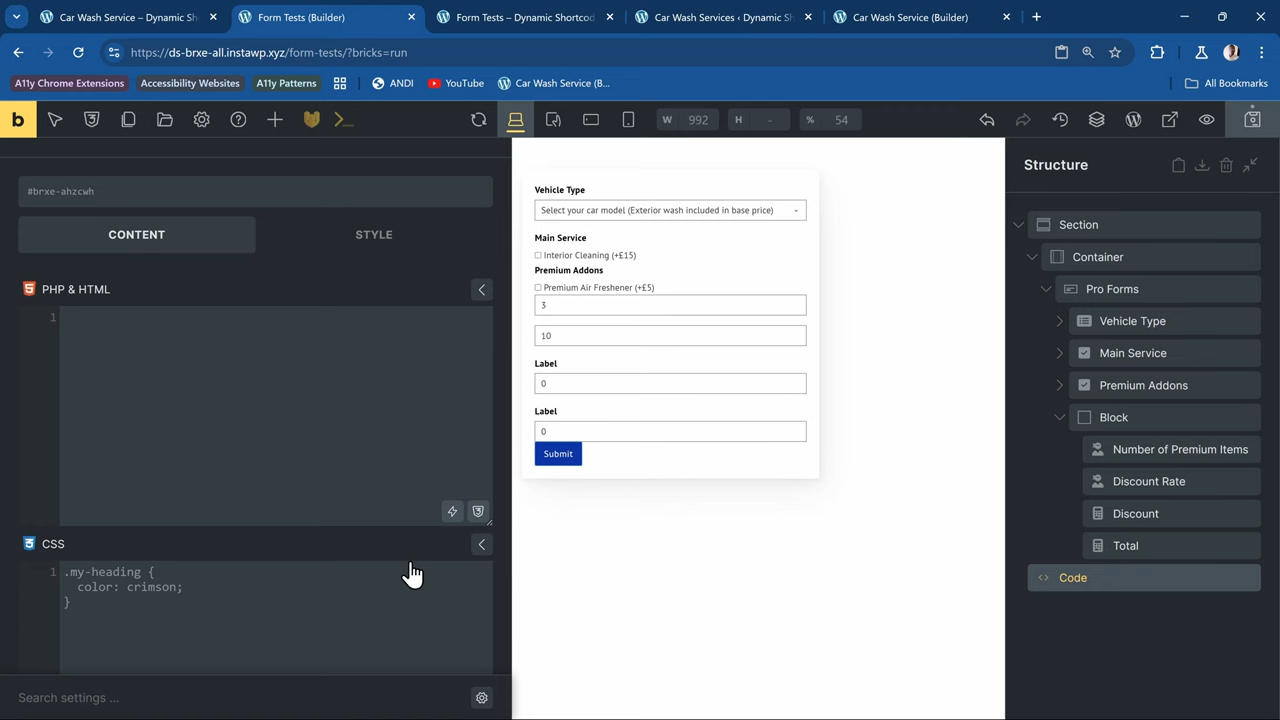 Car Wash Service – Dynamic Sh
Form Tests (Builder)
Form Tests – Dynamic Shortcod
Car Wash Services ‹ Dynamic Sh
Car Wash Service (Builder)
https://ds-brxe-all.instawp.xyz/form-tests/?bricks=run
A11y Chrome Extensions
Accessibility Websites
A11y Patterns
ANDI
YouTube
Car Wash Service (B...
All Bookmarks
b
W 992
H -
% 54
#brxe-ahzcwh
CONTENT
STYLE
PHP & HTML
1
CSS
1 .my-heading {
color: crimson;
}
Search settings ...
Vehicle Type
Select your car model (Exterior wash included in base price)
Main Service
Interior Cleaning (+£15)
Premium Addons
Premium Air Freshener (+£5)
3
10
Label
0
Label
0
Submit
Structure
Section
Container
Pro Forms
Vehicle Type
Main Service
Premium Addons
Block
Number of Premium Items
Discount Rate
Discount
Total
Code